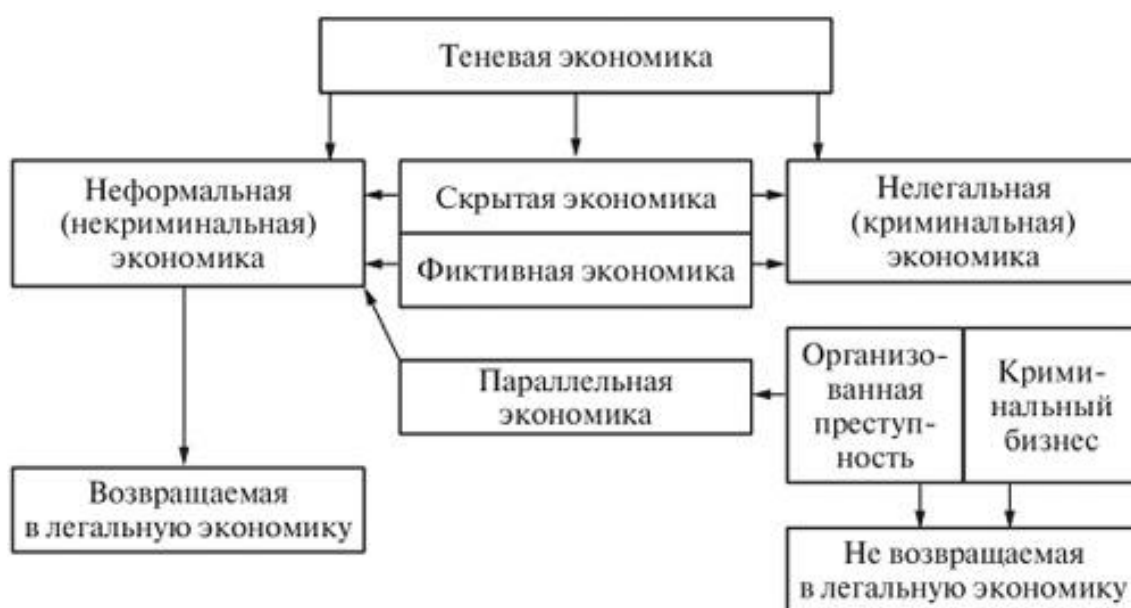 Теневая экономика
Неформальная
(некриминальная)
экономика
Скрытая экономика
Фиктивная экономика
Нелегальная
(криминальная)
экономика
Параллельная
экономика
Организо-
ванная
преступ-
ность
Крими-
нальный
бизнес
Возвращаемая
в легальную экономику
Не возвращаемая
в легальную экономику